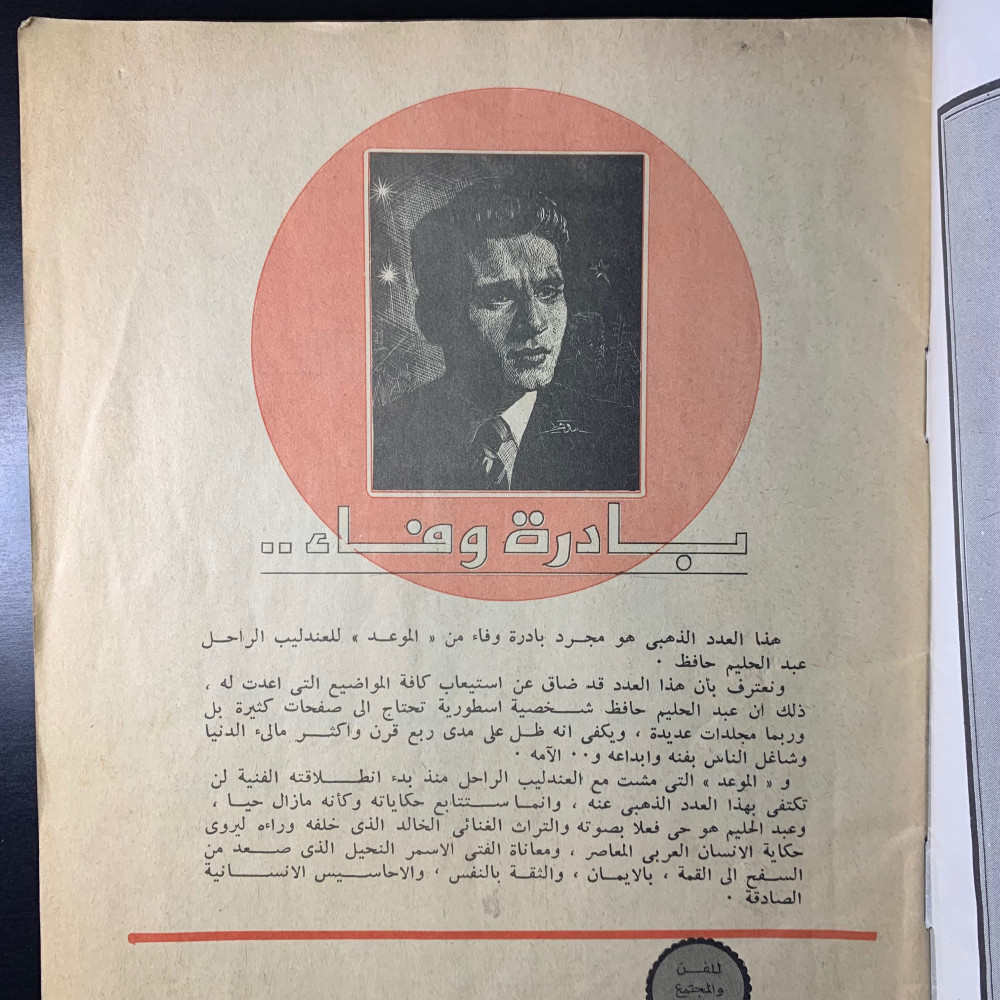 بادرة وفاء ..
هذا العدد الذهبى هو مجرد بادرة وفاء من « الموعد » للعندليب الراحل
عبد الحليم حافظ ٠
ونعترف بأن هذا العدد قد ضاق عن استيعاب كافة المواضيع التى اعدت له ،
ذلك ان عبد الحليم حافظ شخصية اسطورية تحتاج الى صفحات كثيرة بل
وربما مجلدات عديدة ، ويكفى انه ظل على مدى ربع قرن واكثر مالىء الدنيا
وشاغل الناس بفنه وابداعه و٠٠ الآمه ٠
و « الموعد » التى مشت مع العندليب الراحل منذ بدء انطلاقته الفنية لن
تكتفى بهذا العدد الذهبى عنه ، وانما ستتابع حكاياته وكأنه مازال حيا ،
وعبد الحليم هو حى فعلا بصوته والتراث الغنائى الخالد الذى خلفه وراءه ليروى
حكاية الانسان العربى المعاصر ، ومعاناة الفتى الاسمر النحيل الذى صعد من
السفح الى القمة ، بالايمان ، والثقة بالنفس ، والاحاسيس الانسانية
الصادقة ٠
للفن
والمجتمع